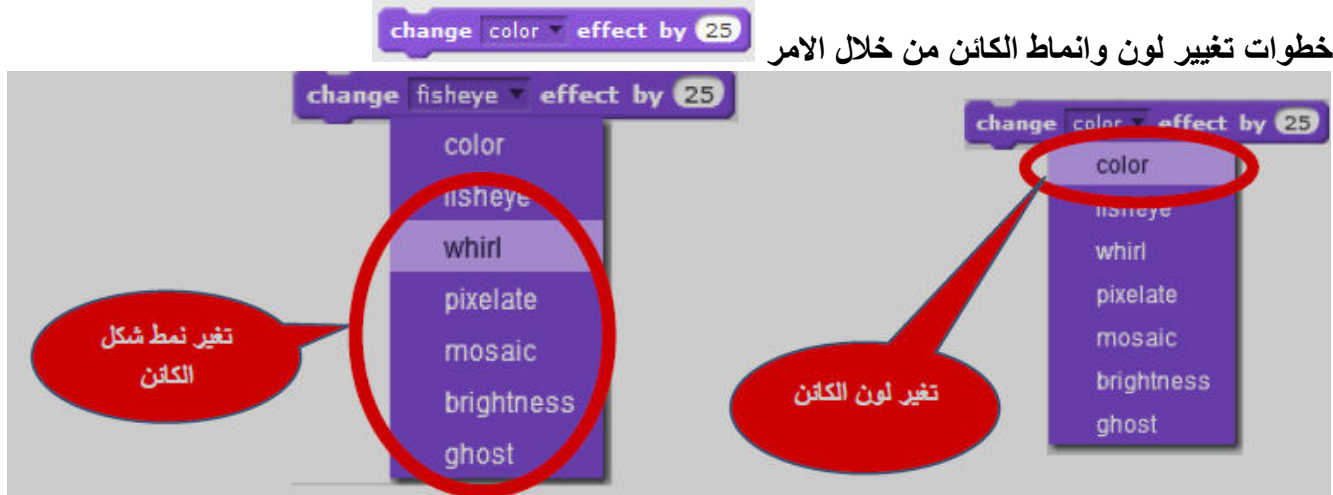 خطوات تغيير لون وانماط الكائن من خلال الامر change color effect by 25
change color effect by 25
color
fisheye
whirl
pixelate
mosaic
brightness
ghost
تغير لون الكائن
change fisheye effect by 25
color
fisheye
whirl
pixelate
mosaic
brightness
ghost
تغير نمط شكل
الكائن